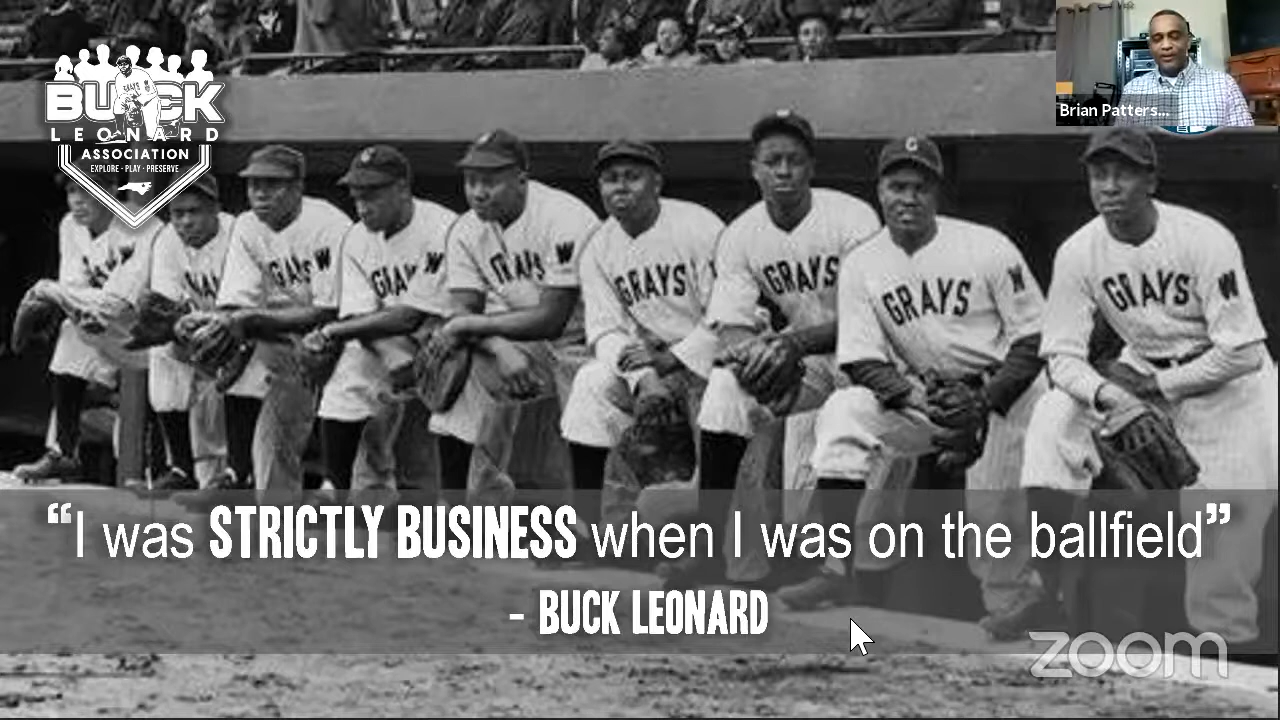 Brian Patters...
BUCK
LEONARD
ASSOCIATION
EXPLORE · PLAY · PRESERVE
G
GRAYS W
GRAYS W
GRAYS
GRAYS
GRAYS W
“I was STRICTLY BUSINESS when I was on the ballfield”
- BUCK LEONARD
zoom